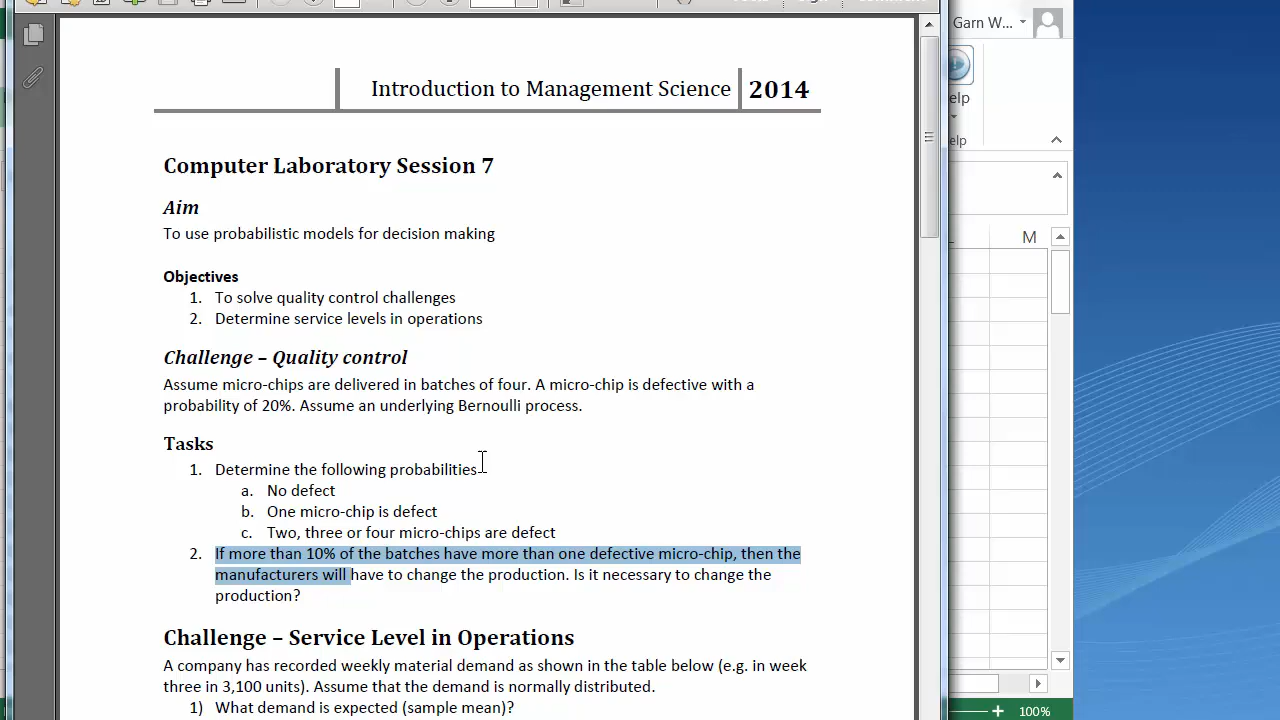 Garn W...
elp
elp
M
Introduction to Management Science 2014
Computer Laboratory Session 7
Aim
To use probabilistic models for decision making
Objectives
1. To solve quality control challenges
2. Determine service levels in operations
Challenge – Quality control
Assume micro-chips are delivered in batches of four. A micro-chip is defective with a
probability of 20%. Assume an underlying Bernoulli process.
Tasks
1. Determine the following probabilities
a. No defect
b. One micro-chip is defect
c. Two, three or four micro-chips are defect
2. If more than 10% of the batches have more than one defective micro-chip, then the
manufacturers will have to change the production. Is it necessary to change the
production?
Challenge – Service Level in Operations
A company has recorded weekly material demand as shown in the table below (e.g. in week
three in 3,100 units). Assume that the demand is normally distributed.
1) What demand is expected (sample mean)?
100%